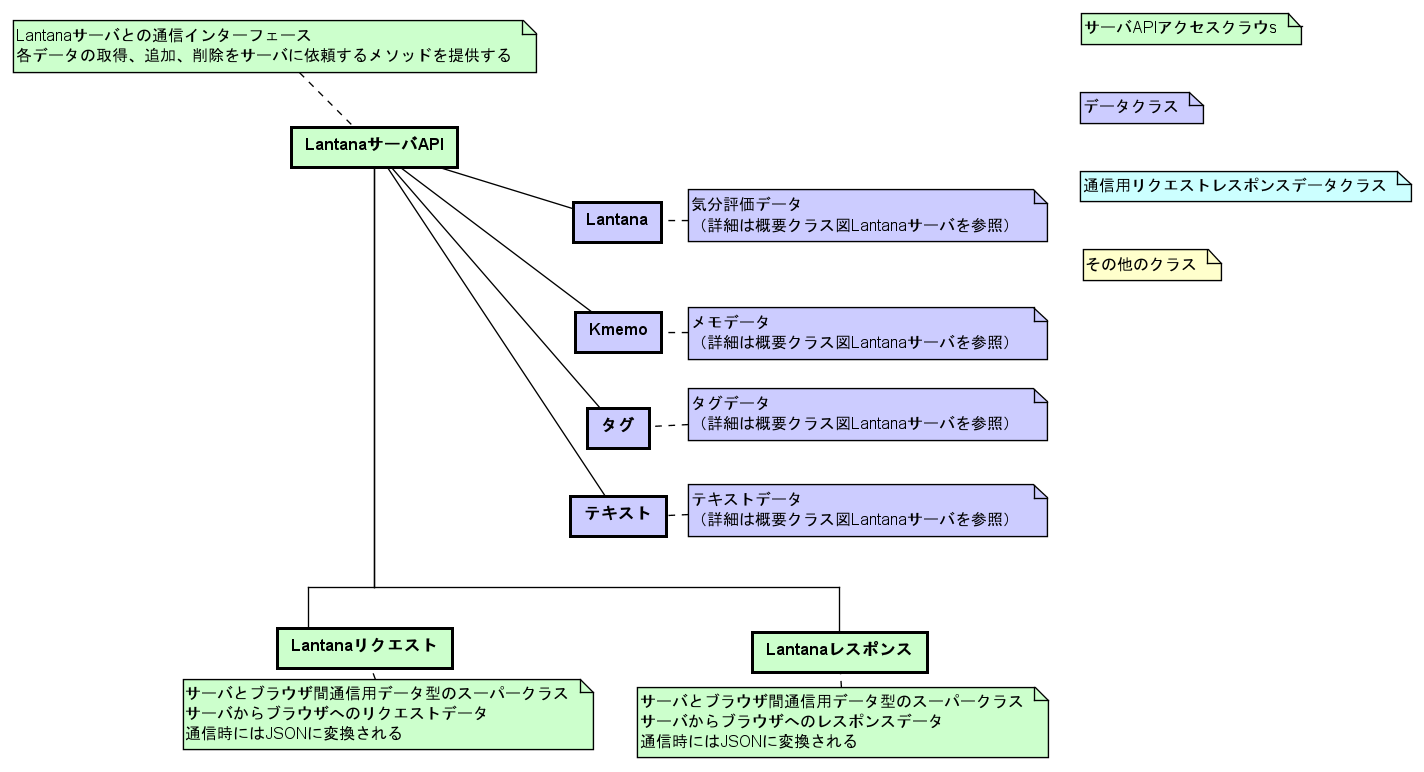 Lantanaサーバとの通信インターフェース
各データの取得、追加、削除をサーバに依頼するメソッドを提供する
サーバAPIアクセスクラウs
データクラス
通信用リクエストレスポンスデータクラス
その他のクラス
LantanaサーバAPI
Lantana
気分評価データ
（詳細は概要クラス図Lantanaサーバを参照）
Kmemo
メモデータ
（詳細は概要クラス図Lantanaサーバを参照）
タグ
タグデータ
（詳細は概要クラス図Lantanaサーバを参照）
テキスト
テキストデータ
（詳細は概要クラス図Lantanaサーバを参照）
Lantanaリクエスト
サーバとブラウザ間通信用データ型のスーパークラス
サーバからブラウザへのリクエストデータ
通信時にはJSONに変換される
Lantanaレスポンス
サーバとブラウザ間通信用データ型のスーパークラス
サーバからブラウザへのレスポンスデータ
通信時にはJSONに変換される